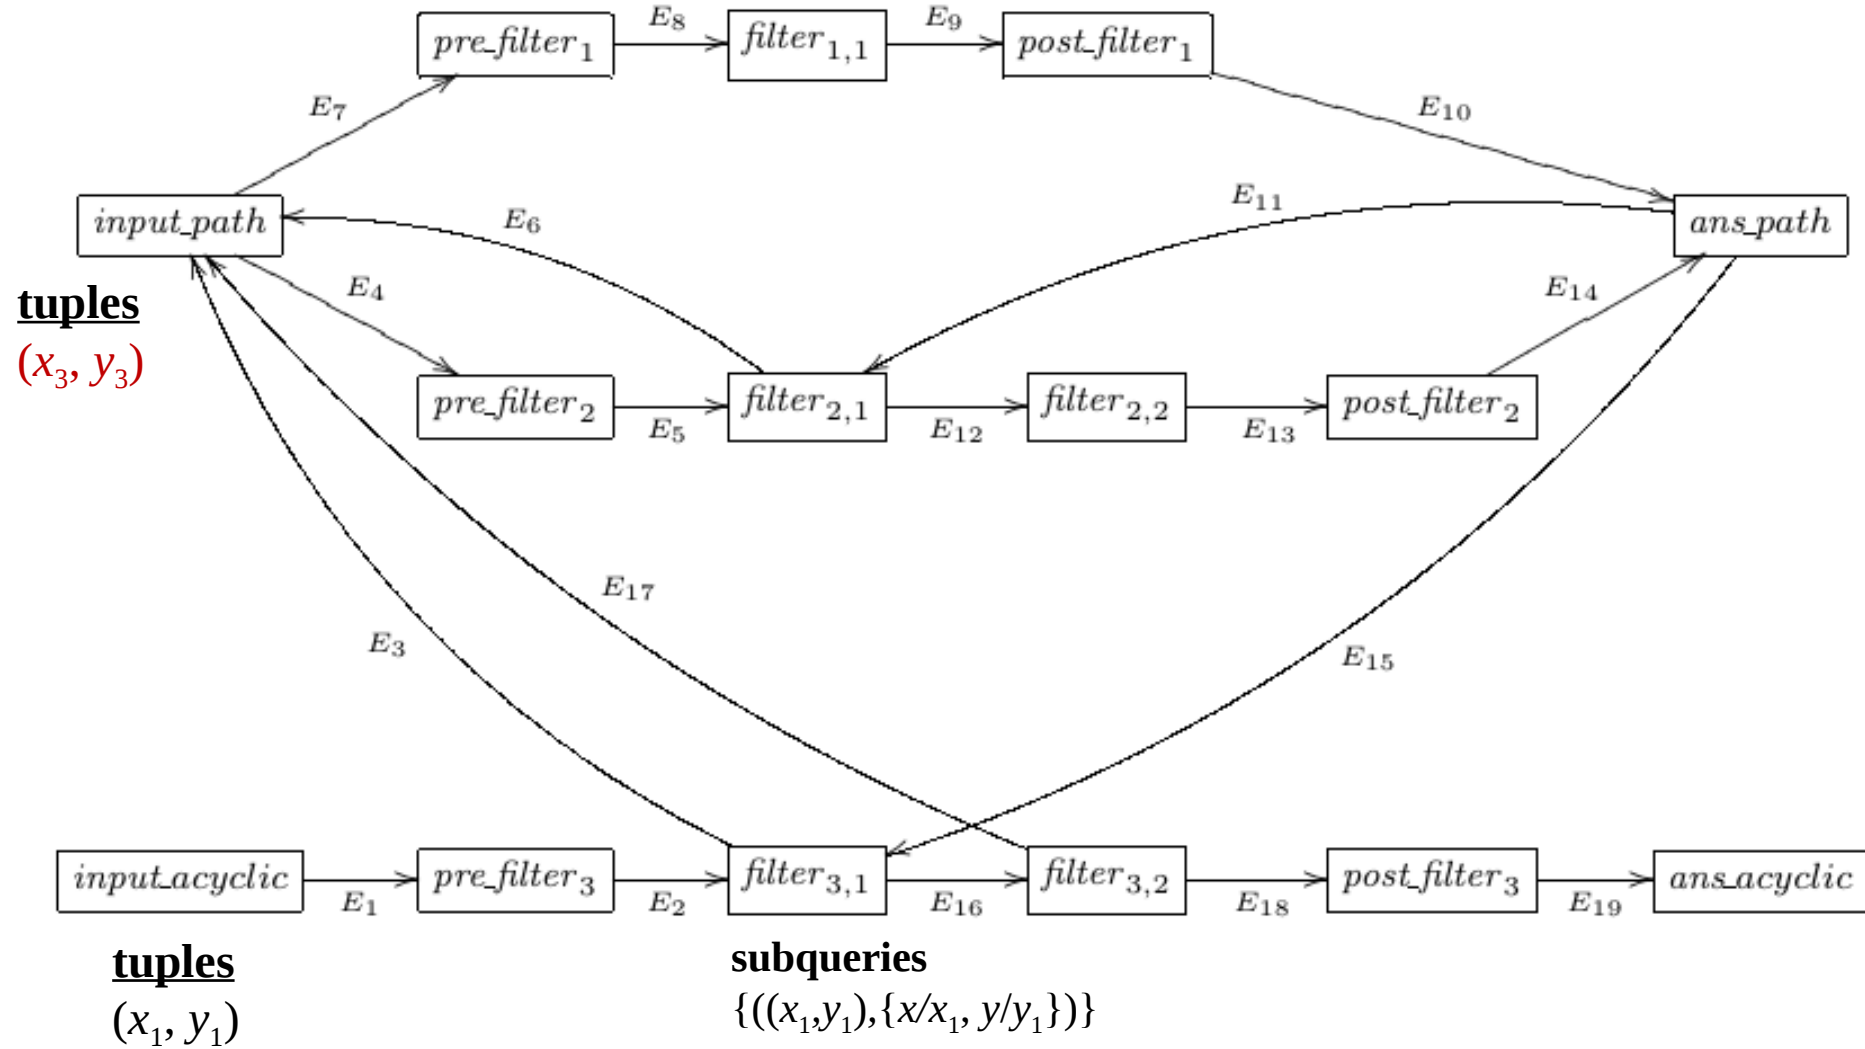 E₈ E₉
pre_filter₁ filter₁,₁ post_filter₁
E₇ E₁₀
E₁₁
input_path E₆ ans_path
E₄ E₁₄
tuples
(x₃, y₃)
pre_filter₂ filter₂,₁ filter₂,₂ post_filter₂
E₅ E₁₂ E₁₃
E₁₇
E₃ E₁₅
input_acyclic pre_filter₃ filter₃,₁ filter₃,₂ post_filter₃ ans_acyclic
E₁ E₂ E₁₆ E₁₈ E₁₉
tuples
(x₁, y₁)
subqueries
{((x₁,y₁),{x/x₁, y/y₁})}